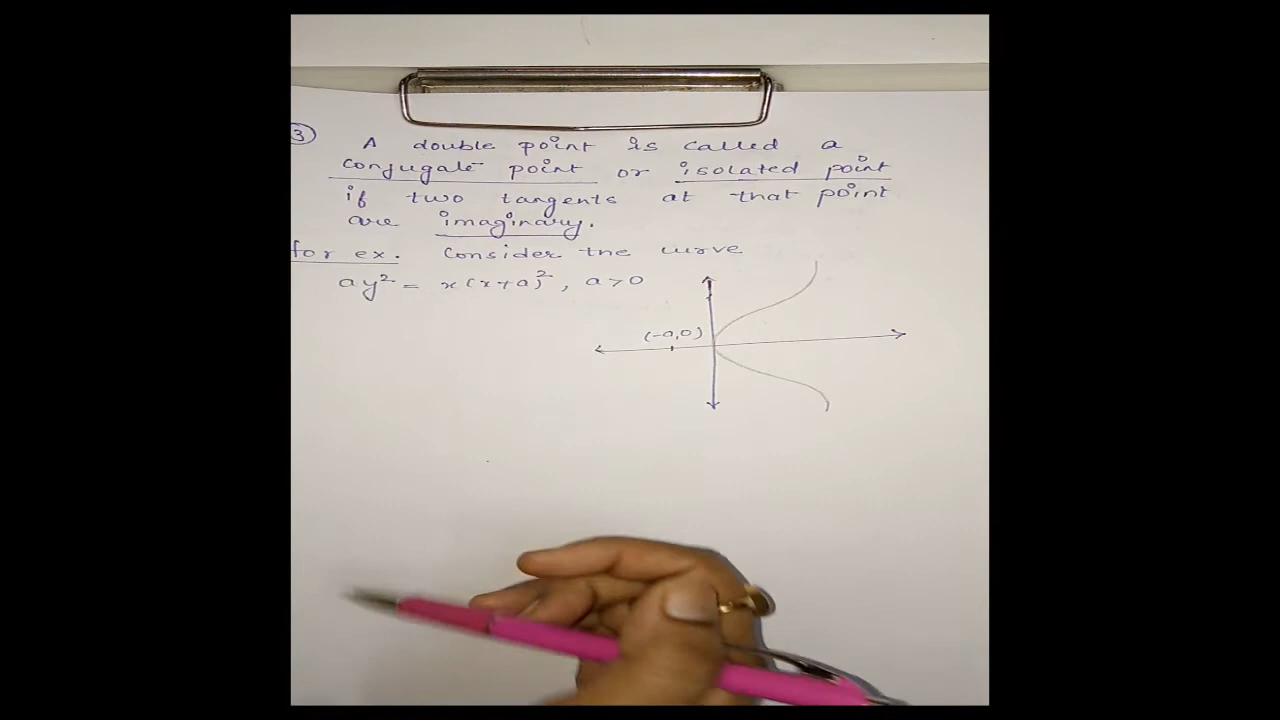 3 A double point is called a
conjugate point or isolated point
if two tangents at that point
are imaginary.
for ex. Consider the curve
ay² = x(x+a)², a>0
(-a,0)